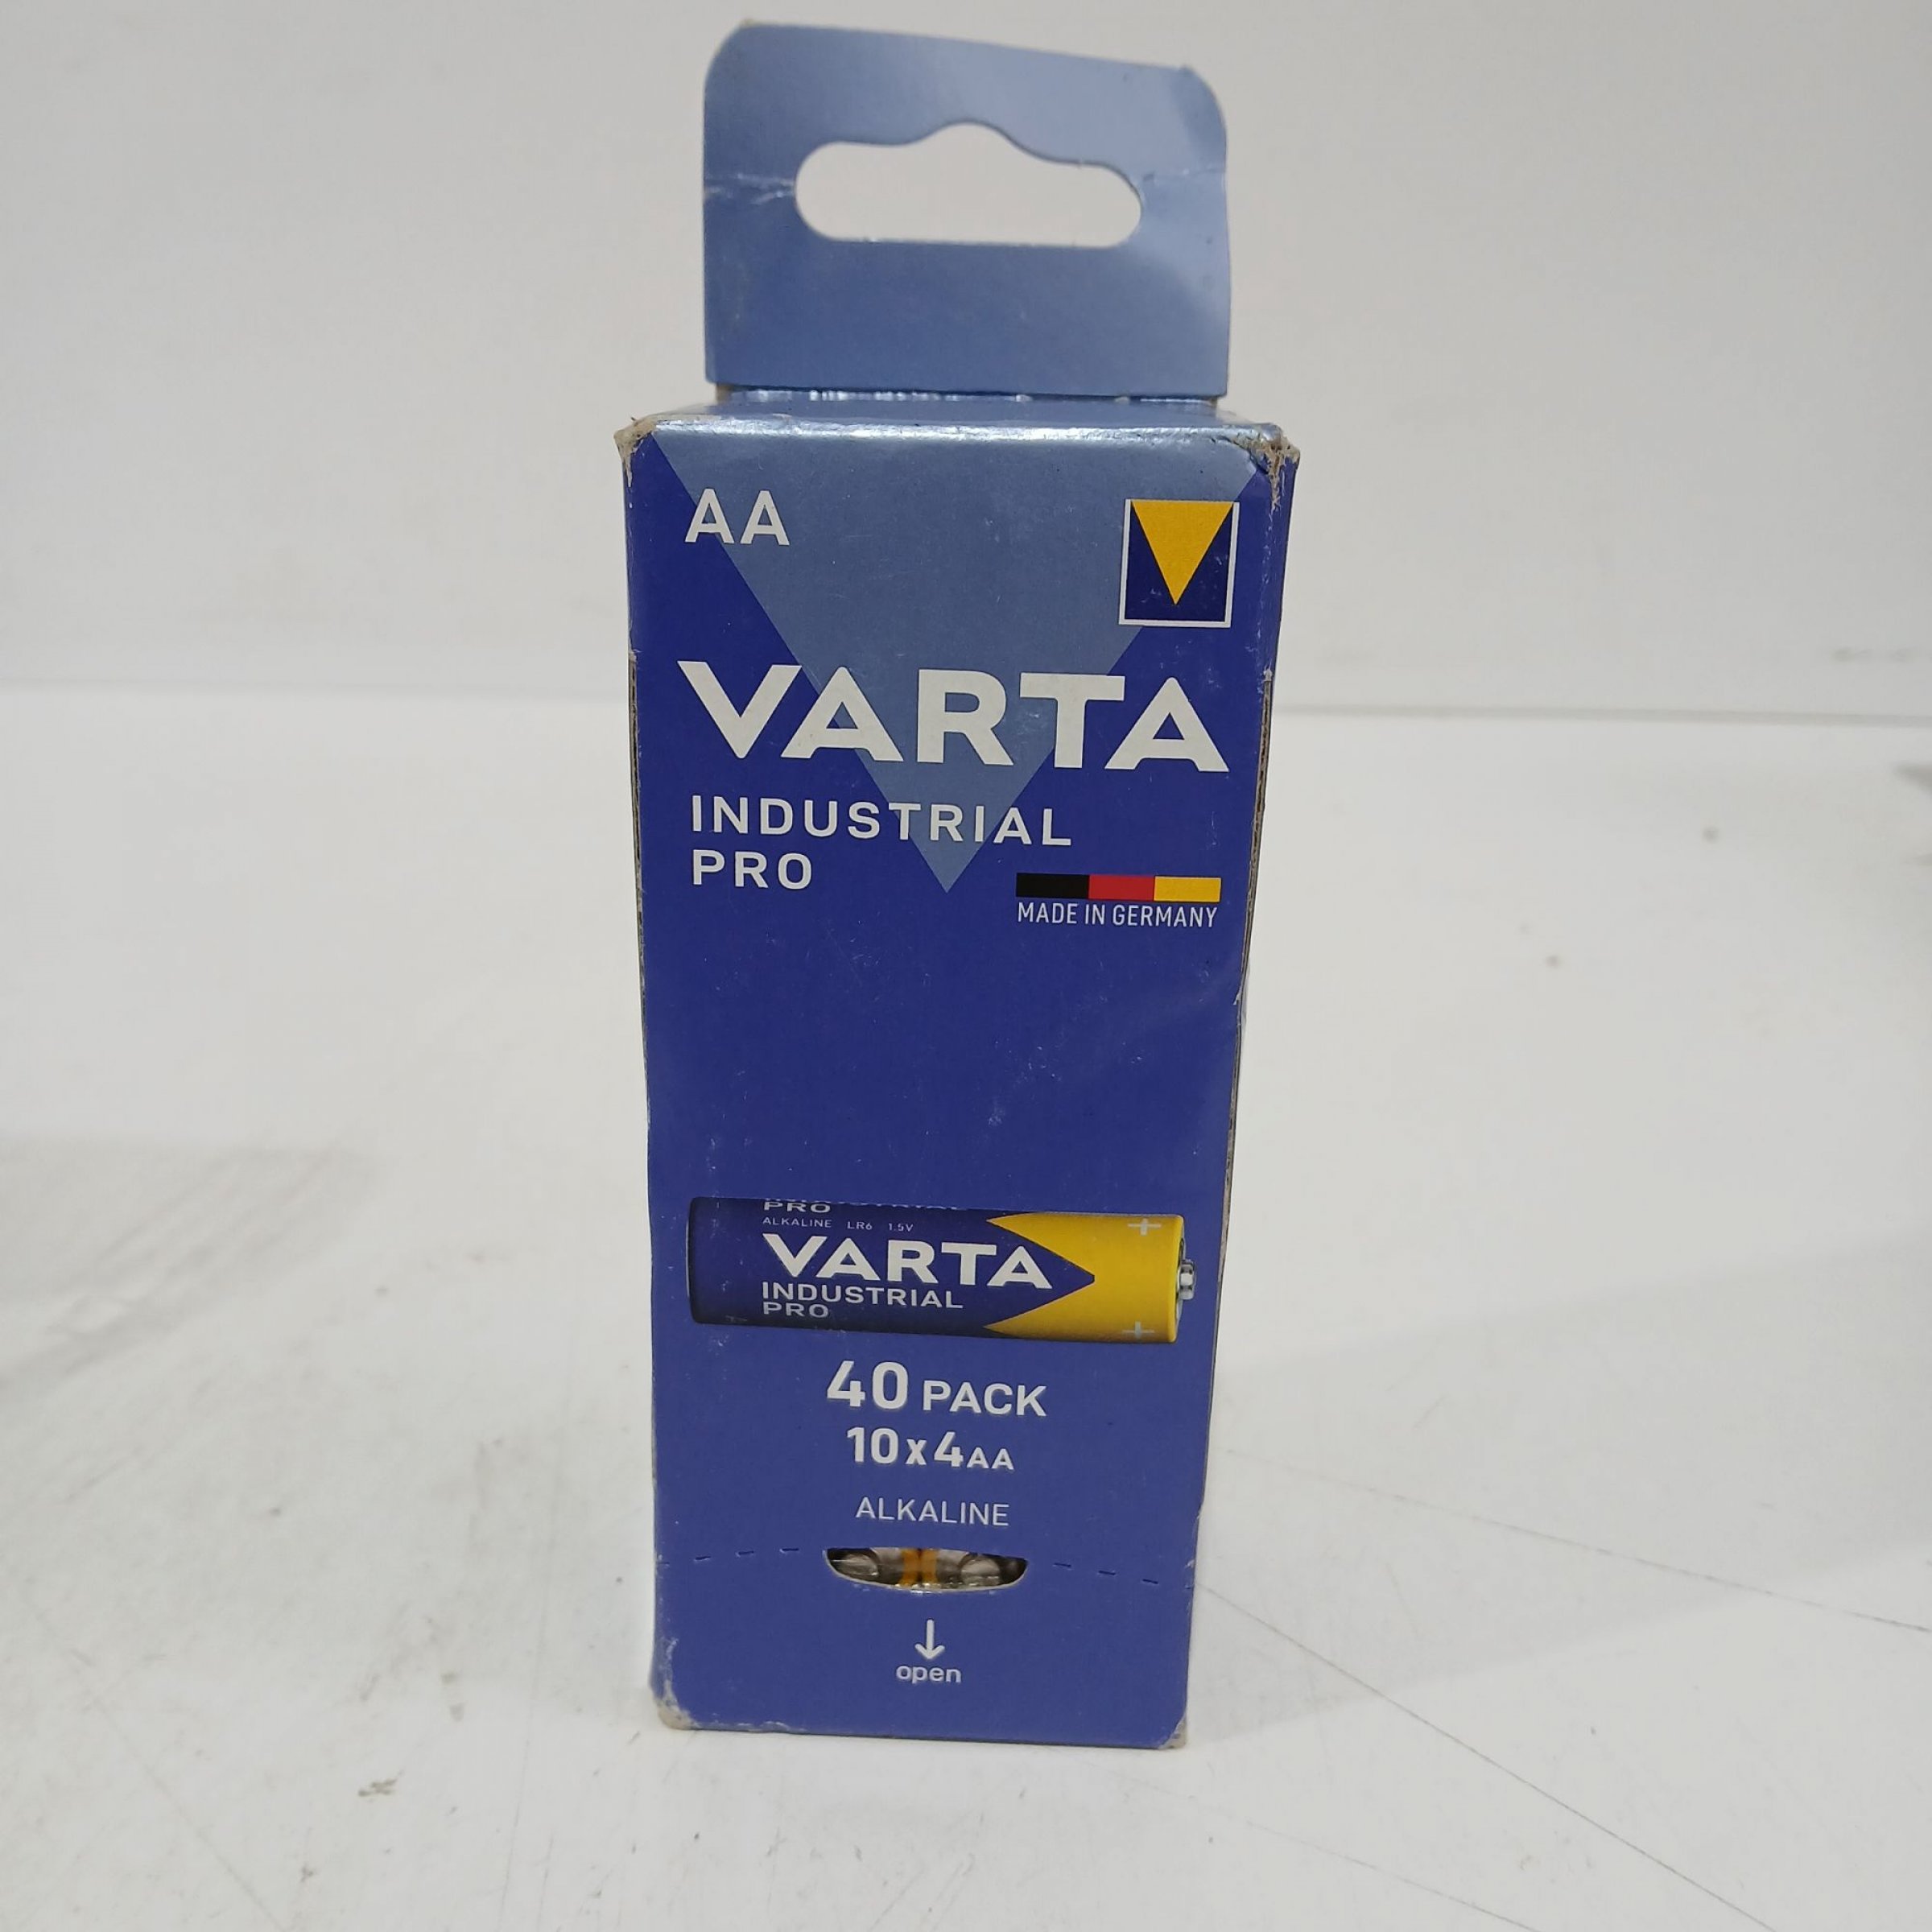 AA
VARTA
INDUSTRIAL
PRO
MADE IN GERMANY
PRO
ALKALINE LR6 1.5V
VARTA
INDUSTRIAL
PRO
40 PACK
10x4AA
ALKALINE
open